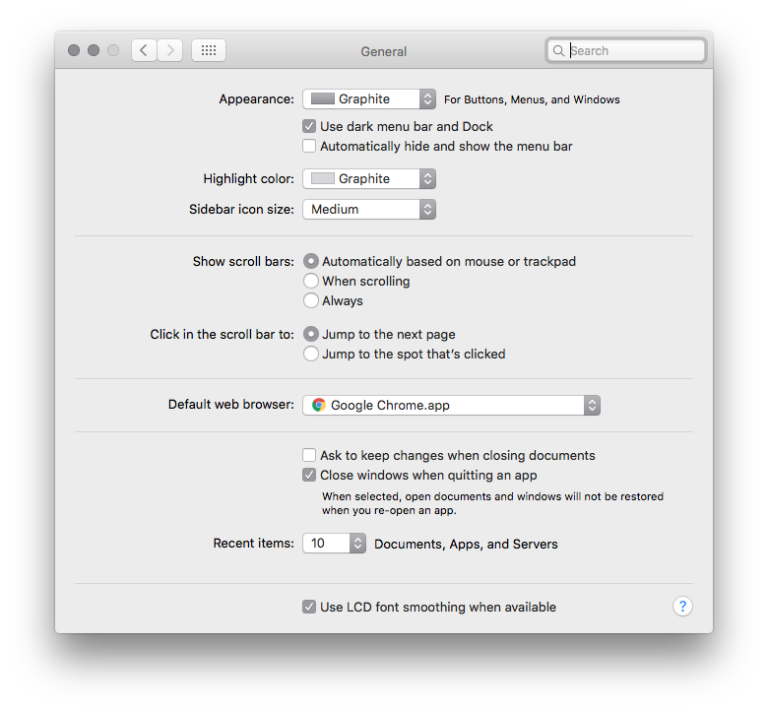 General
Search
Appearance: Graphite For Buttons, Menus, and Windows
Use dark menu bar and Dock
Automatically hide and show the menu bar
Highlight color: Graphite
Sidebar icon size: Medium
Show scroll bars: Automatically based on mouse or trackpad
When scrolling
Always
Click in the scroll bar to: Jump to the next page
Jump to the spot that's clicked
Default web browser: Google Chrome.app
Ask to keep changes when closing documents
Close windows when quitting an app
When selected, open documents and windows will not be restored
when you re-open an app.
Recent items: 10 Documents, Apps, and Servers
Use LCD font smoothing when available ?